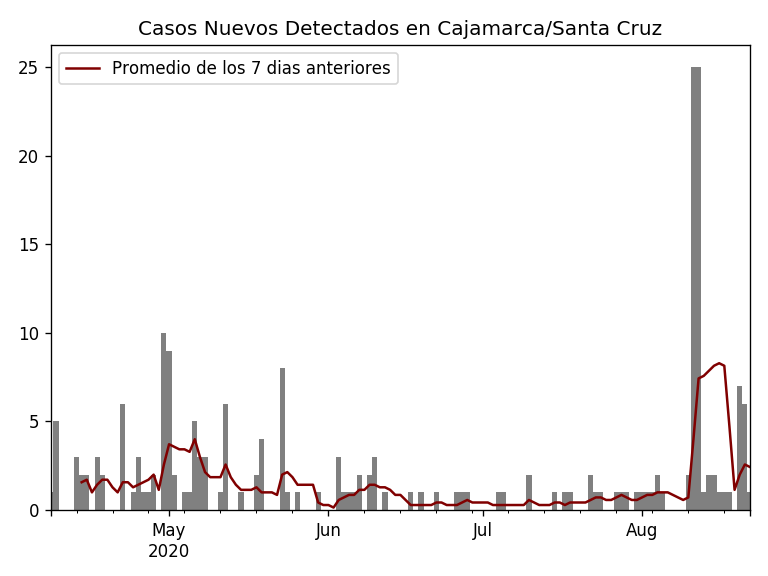 Casos Nuevos Detectados en Cajamarca/Santa Cruz
Promedio de los 7 dias anteriores
25
20
15
10
5
0
May
2020
Jun
Jul
Aug